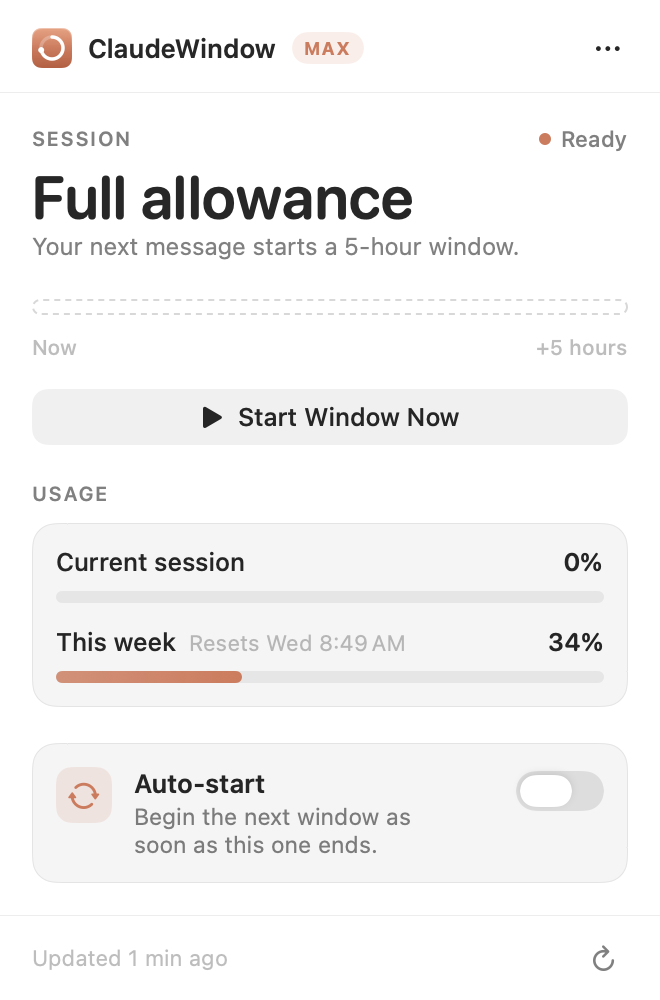 ClaudeWindow MAX
SESSION
Ready
Full allowance
Your next message starts a 5-hour window.
Now
+5 hours
Start Window Now
USAGE
Current session 0%
This week Resets Wed 8:49 AM 34%
Auto-start
Begin the next window as
soon as this one ends.
Updated 1 min ago